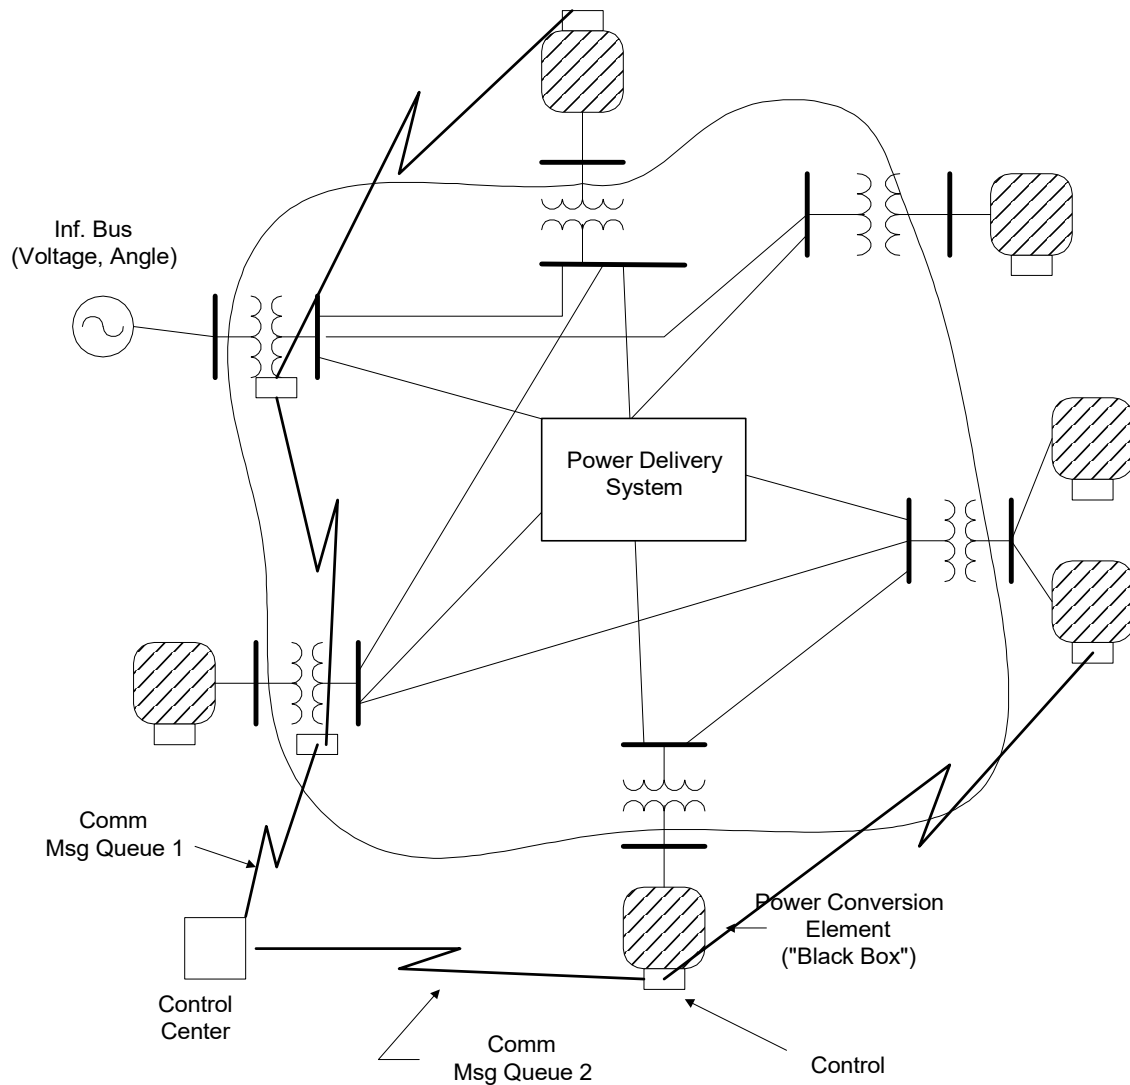 Inf. Bus
(Voltage, Angle)
Power Delivery
System
Comm
Msg Queue 1
Power Conversion
Element
("Black Box")
Control
Center
Comm
Msg Queue 2
Control